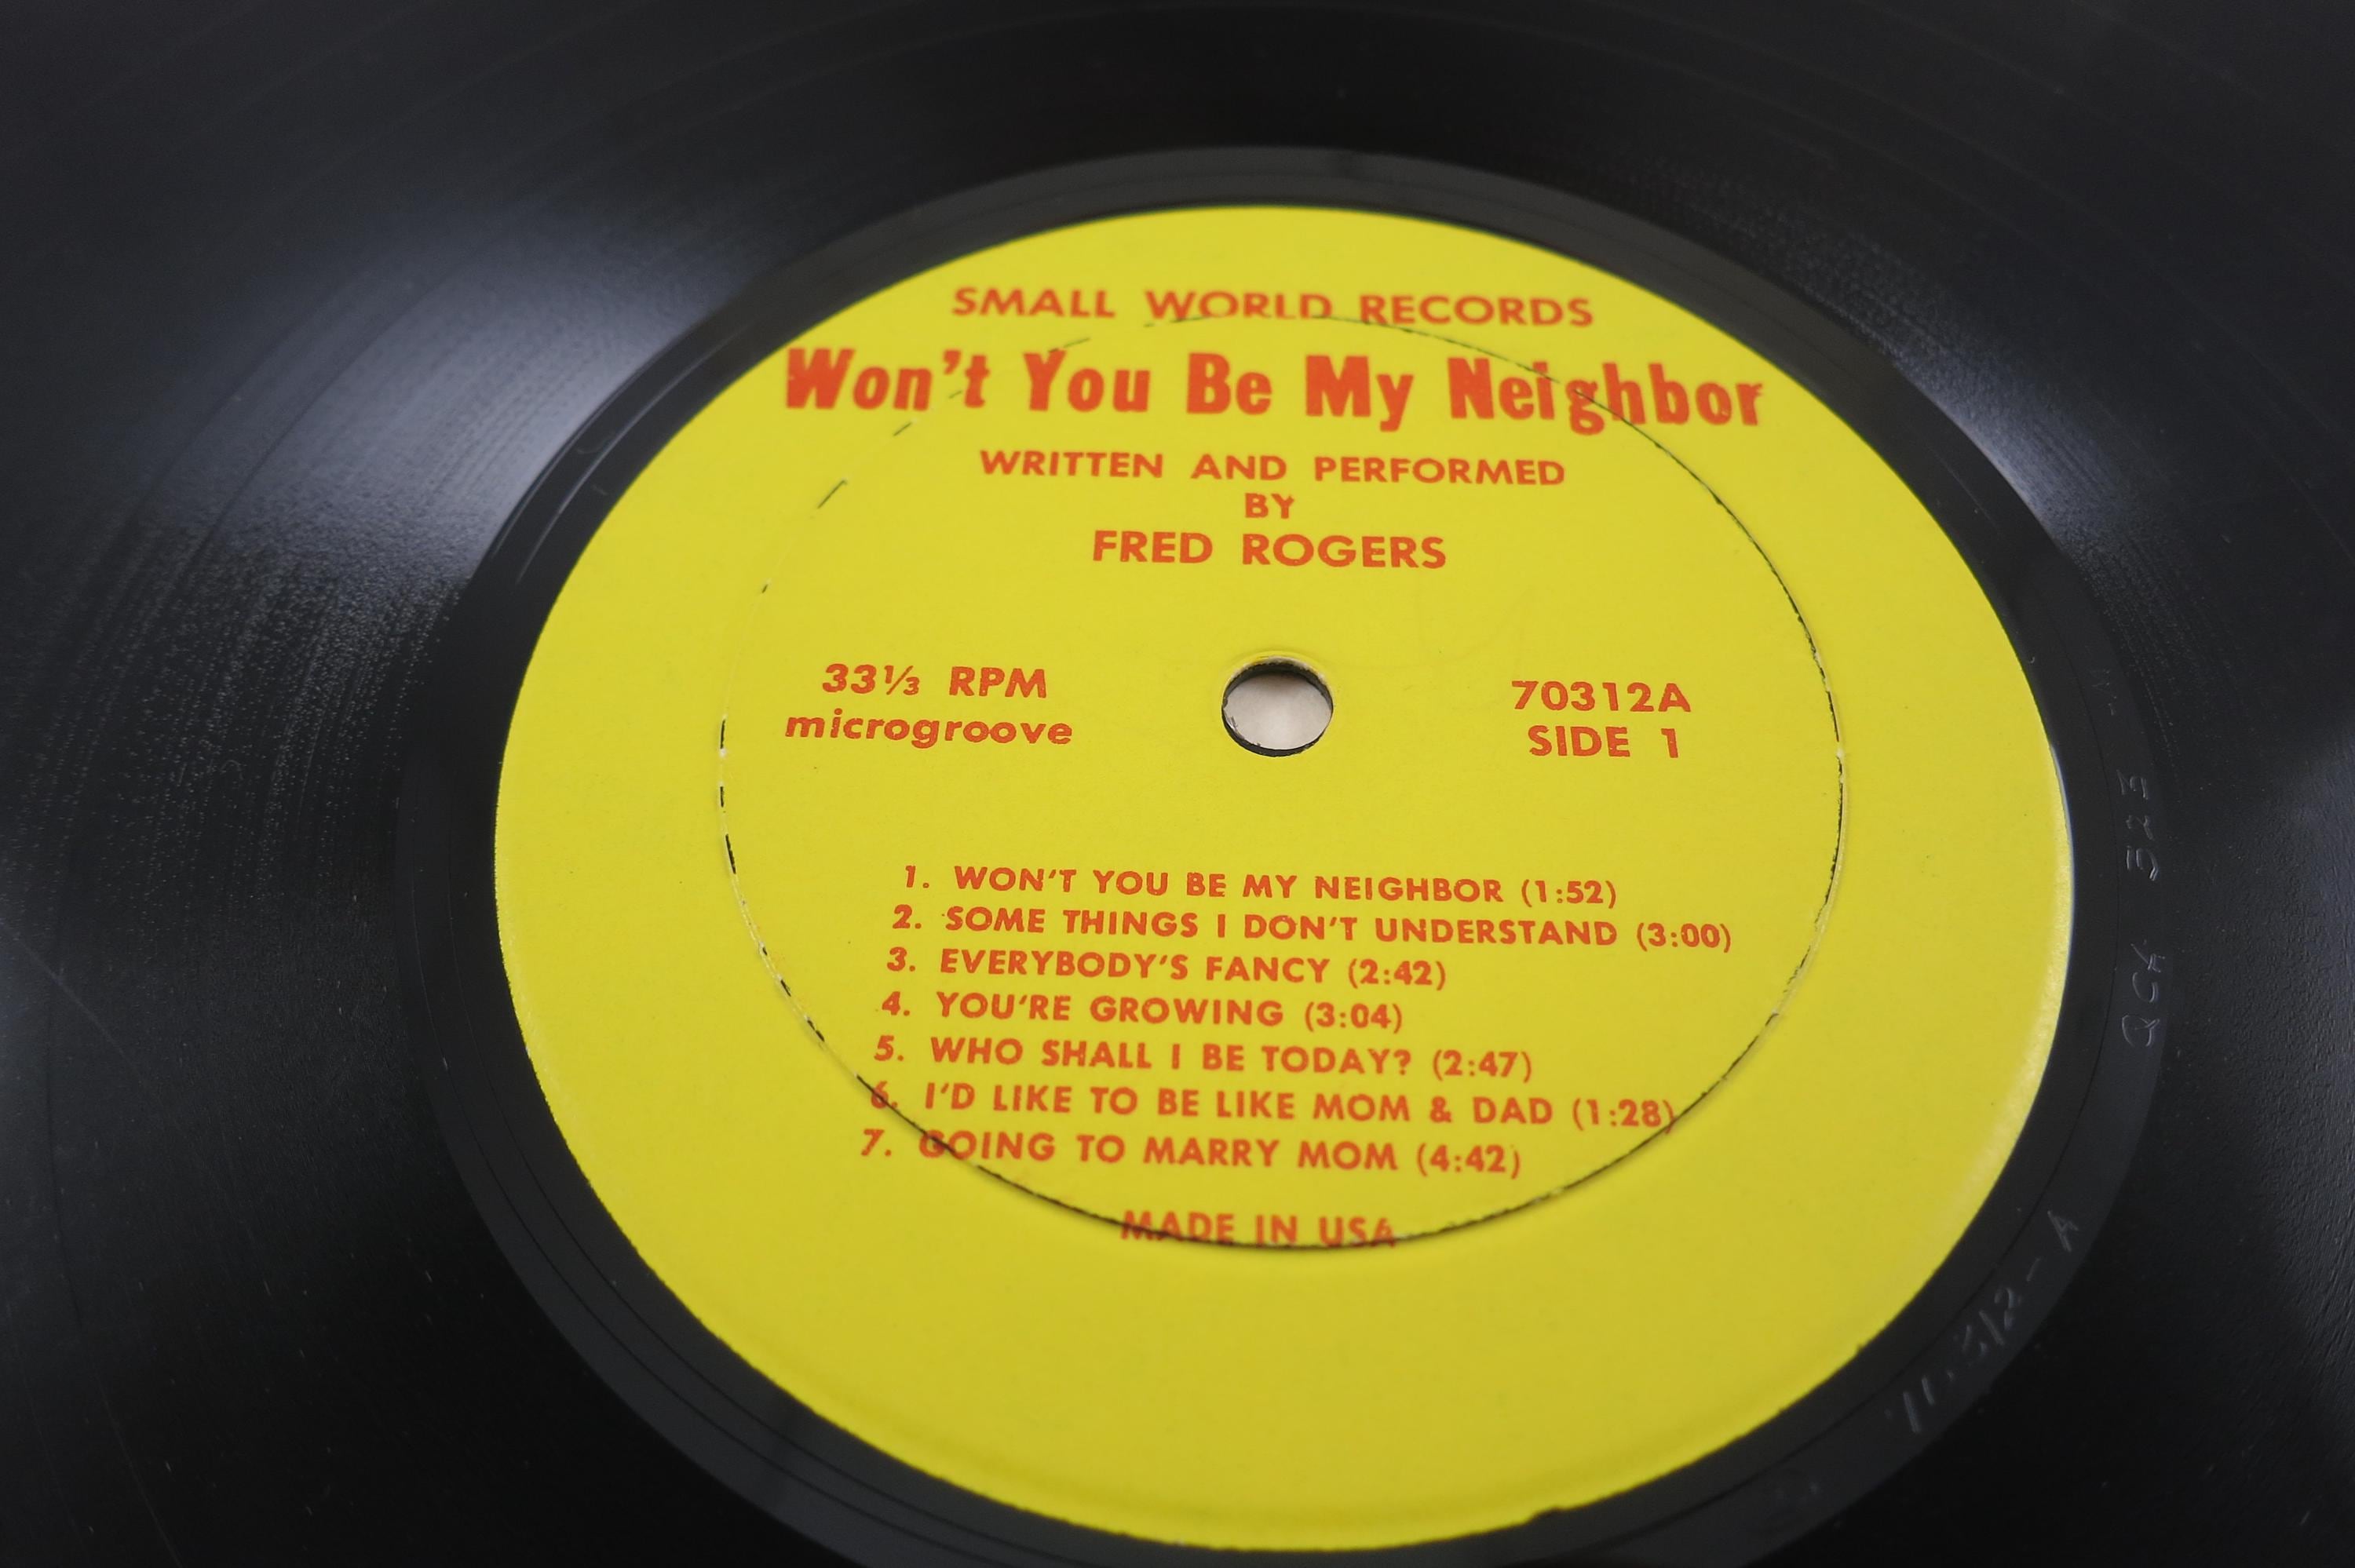 SMALL WORLD RECORDS
Won't You Be My Neighbor
WRITTEN AND PERFORMED
BY
FRED ROGERS
33⅓ RPM
microgroove
70312A
SIDE 1
1. WON'T YOU BE MY NEIGHBOR (1:52)
2. SOME THINGS I DON'T UNDERSTAND (3:00)
3. EVERYBODY'S FANCY (2:42)
4. YOU'RE GROWING (3:04)
5. WHO SHALL I BE TODAY? (2:47)
6. I'D LIKE TO BE LIKE MOM & DAD (1:28)
7. GOING TO MARRY MOM (4:42)
MADE IN USA